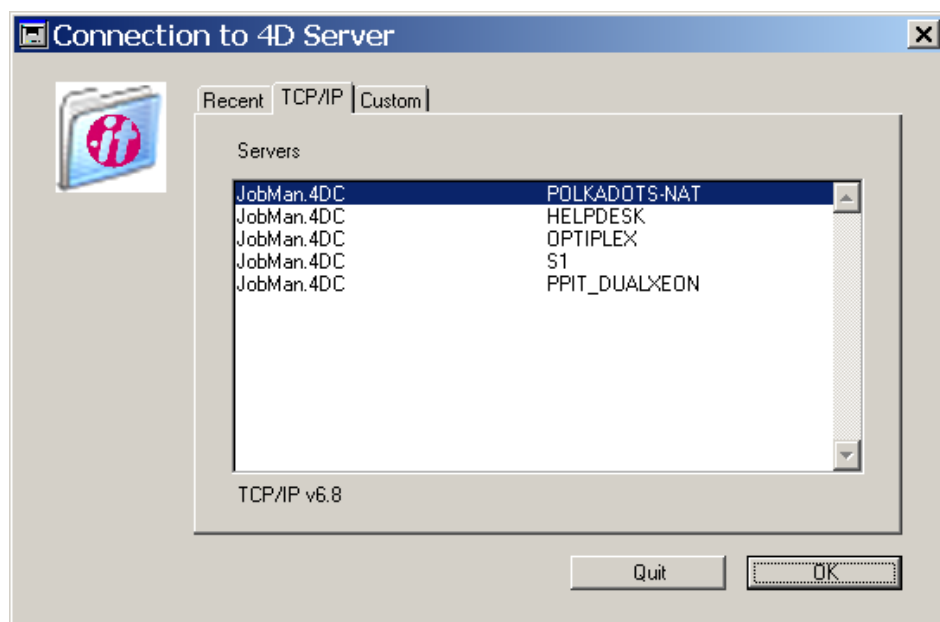 Connection to 4D Server
it
Recent TCP/IP Custom
Servers
JobMan.4DC POLKADOTS-NAT
JobMan.4DC HELPDESK
JobMan.4DC OPTIPLEX
JobMan.4DC S1
JobMan.4DC PPIT_DUALXEON
TCP/IP v6.8
Quit OK